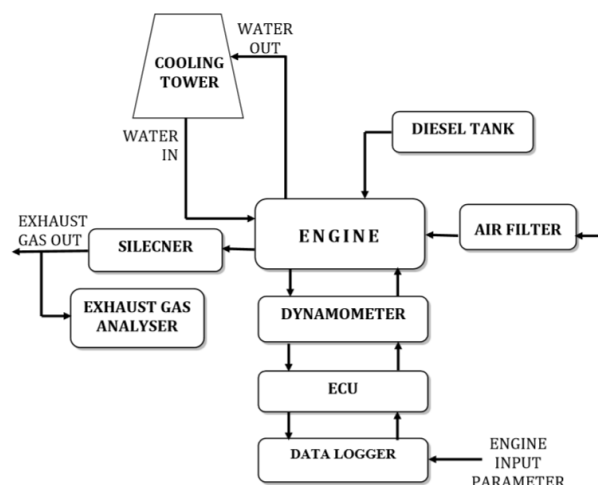 WATER
OUT
COOLING
TOWER
DIESEL TANK
WATER
IN
EXHAUST
GAS OUT
SILECNER
ENGINE
AIR FILTER
EXHAUST GAS
ANALYSER
DYNAMOMETER
ECU
DATA LOGGER
ENGINE
INPUT
PARAMETER